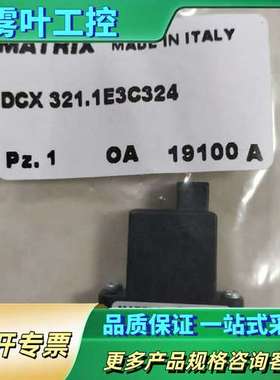 雾叶工控
MATRIX MADE IN ITALY
DCX 321.1E3C324
Pz. 1 OA 19100 A
开专票
品质保证 一站式采
更多产品规格咨询客